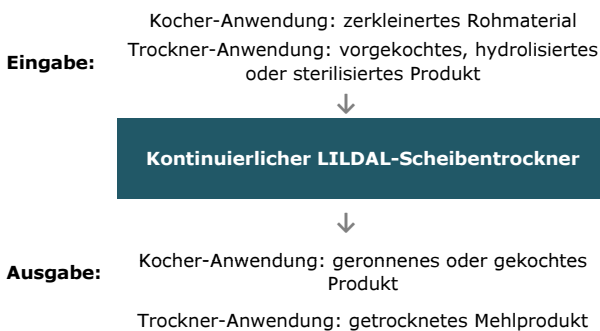 Kocher-Anwendung: zerkleinertes Rohmaterial
Eingabe:
Trockner-Anwendung: vorgekochtes, hydrolisiertes
oder sterilisiertes Produkt
↓
Kontinuierlicher LILDAL-Scheibentrockner
↓
Ausgabe:
Kocher-Anwendung: geronnenes oder gekochtes
Produkt
Trockner-Anwendung: getrocknetes Mehlprodukt